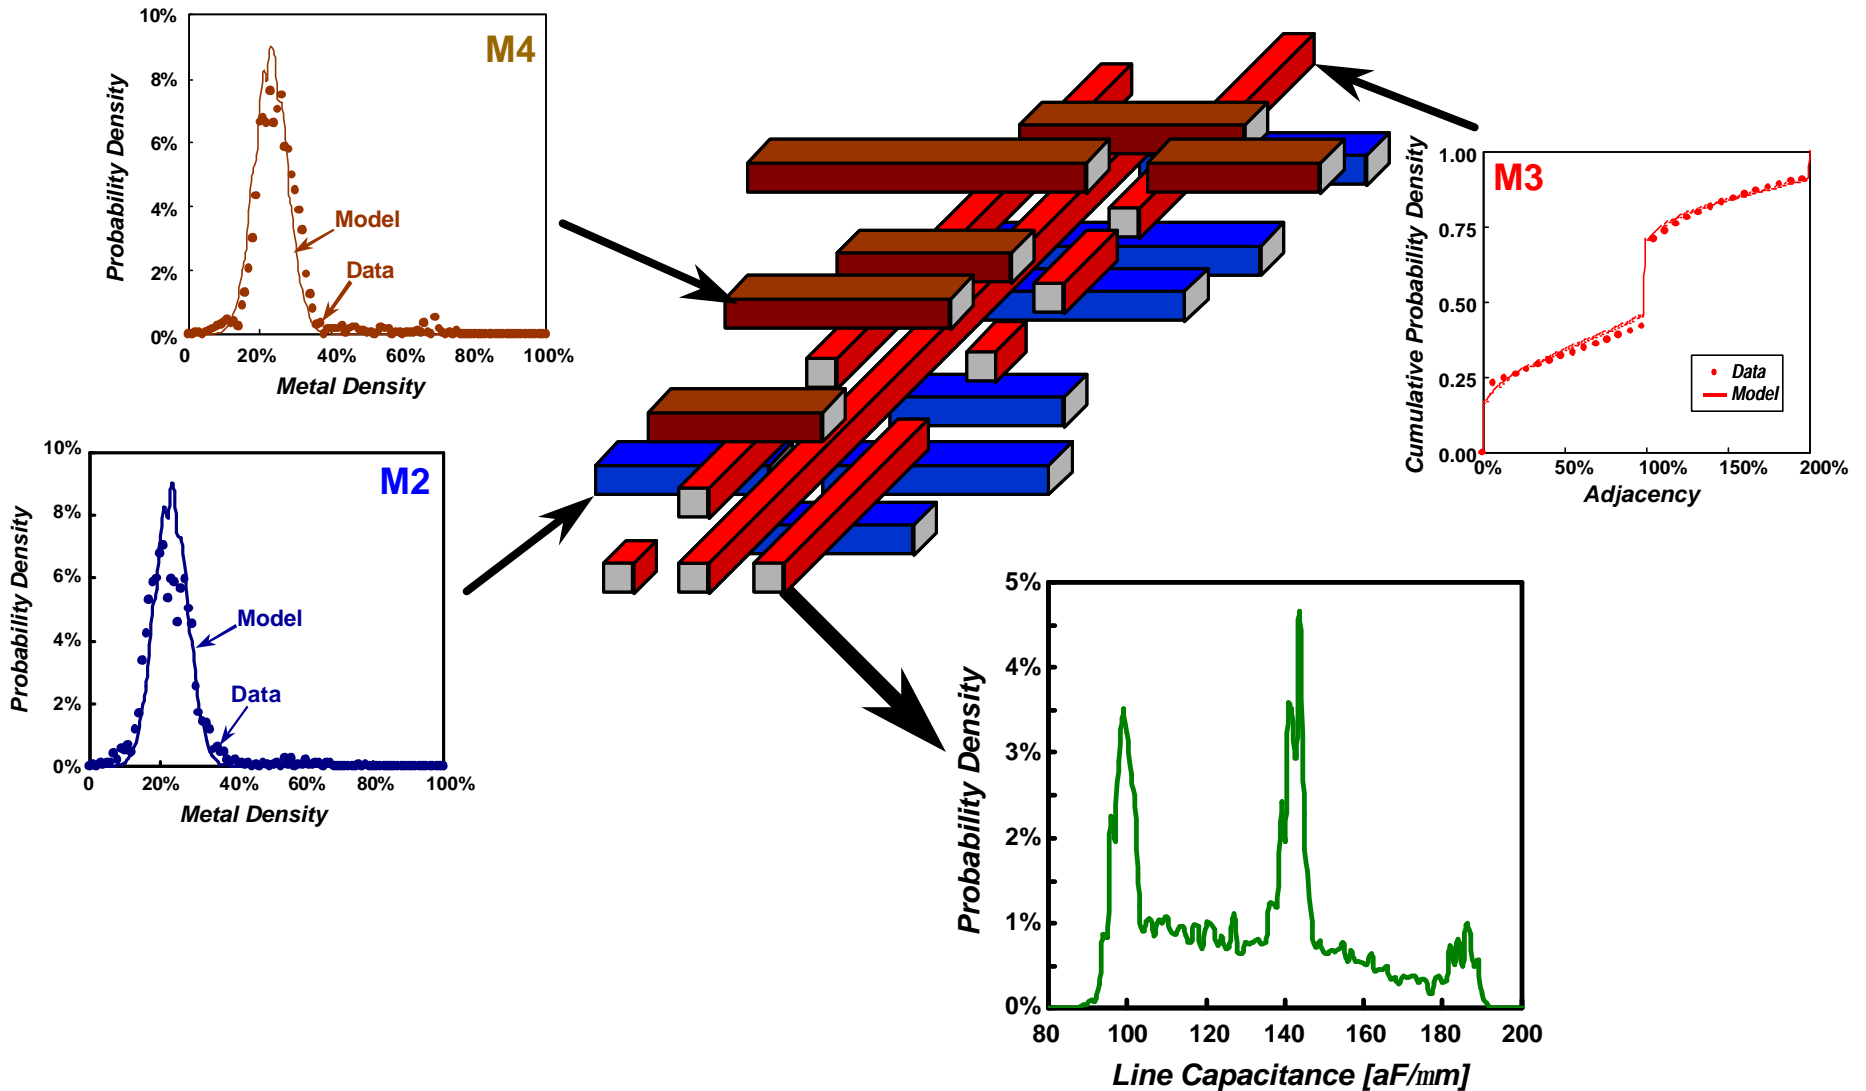 M4
Probability Density
10%
8%
6%
4%
2%
0%
Model
Data
0 20% 40% 60% 80% 100%
Metal Density
M2
Probability Density
10%
8%
6%
4%
2%
0%
Model
Data
0 20% 40% 60% 80% 100%
Metal Density
M3
Cumulative Probability Density
1.00
0.75
0.50
0.25
0.00
Data
Model
0% 50% 100% 150% 200%
Adjacency
Probability Density
5%
4%
3%
2%
1%
0%
80 100 120 140 160 180 200
Line Capacitance [aF/mm]